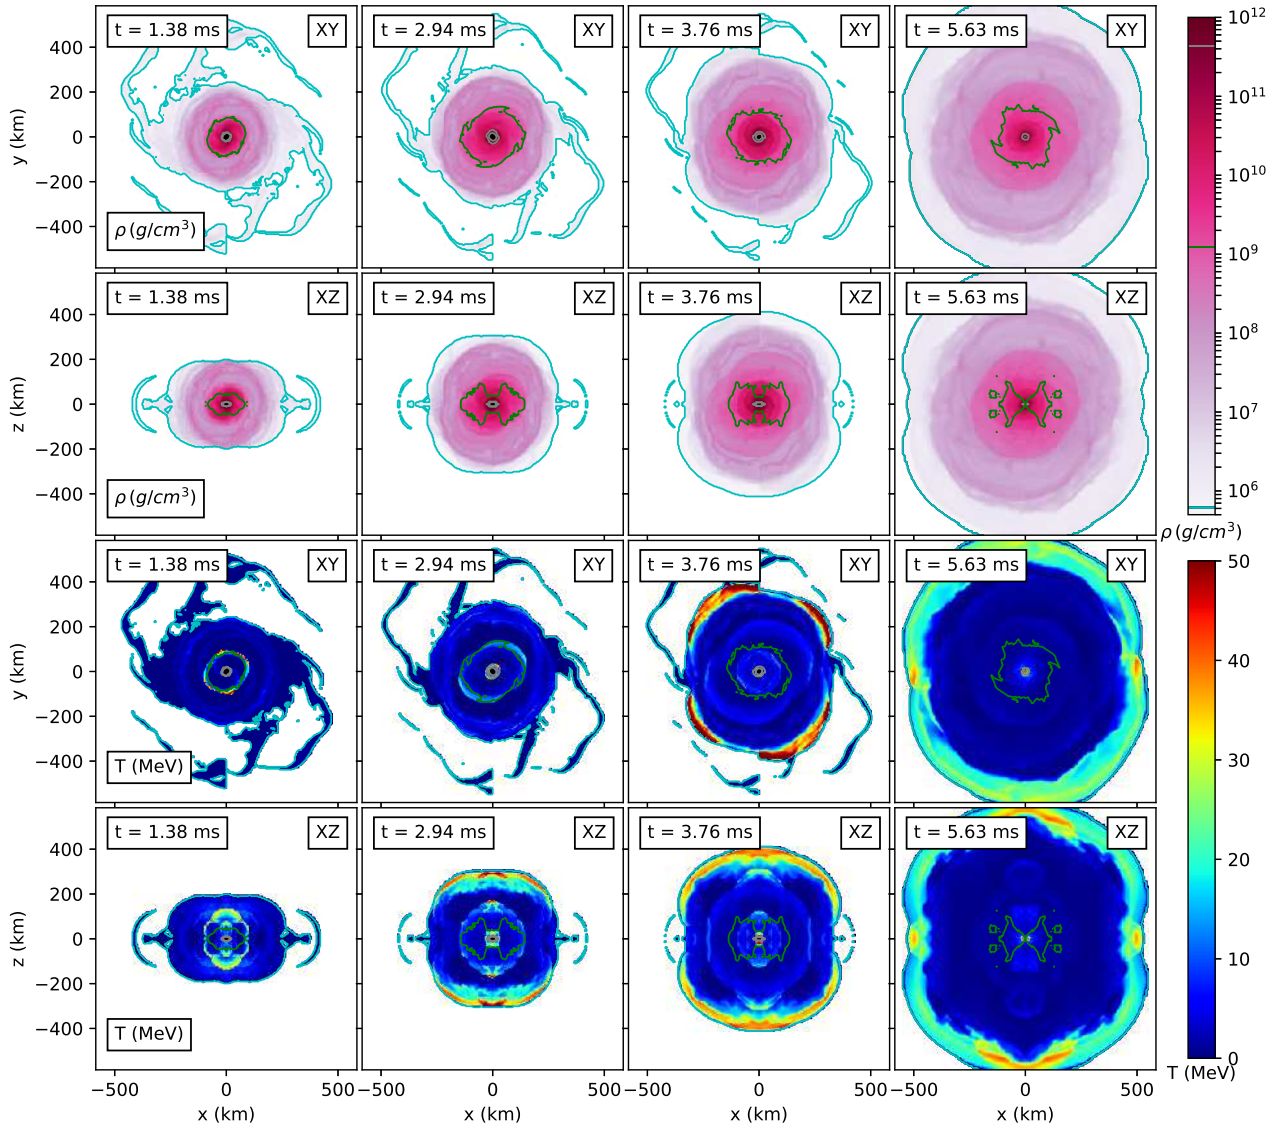 t = 1.38 ms XY t = 2.94 ms XY t = 3.76 ms XY t = 5.63 ms XY
400
200
0
−200
−400
y (km)
ρ (g/cm³)
t = 1.38 ms XZ t = 2.94 ms XZ t = 3.76 ms XZ t = 5.63 ms XZ
400
200
0
−200
−400
z (km)
ρ (g/cm³)
10¹²
10¹¹
10¹⁰
10⁹
10⁸
10⁷
10⁶
ρ (g/cm³)
t = 1.38 ms XY t = 2.94 ms XY t = 3.76 ms XY t = 5.63 ms XY
400
200
0
−200
−400
y (km)
T (MeV)
t = 1.38 ms XZ t = 2.94 ms XZ t = 3.76 ms XZ t = 5.63 ms XZ
400
200
0
−200
−400
z (km)
T (MeV)
50
40
30
20
10
0
T (MeV)
−500 0 500 −500 0 500 −500 0 500 −500 0 500
x (km) x (km) x (km) x (km)